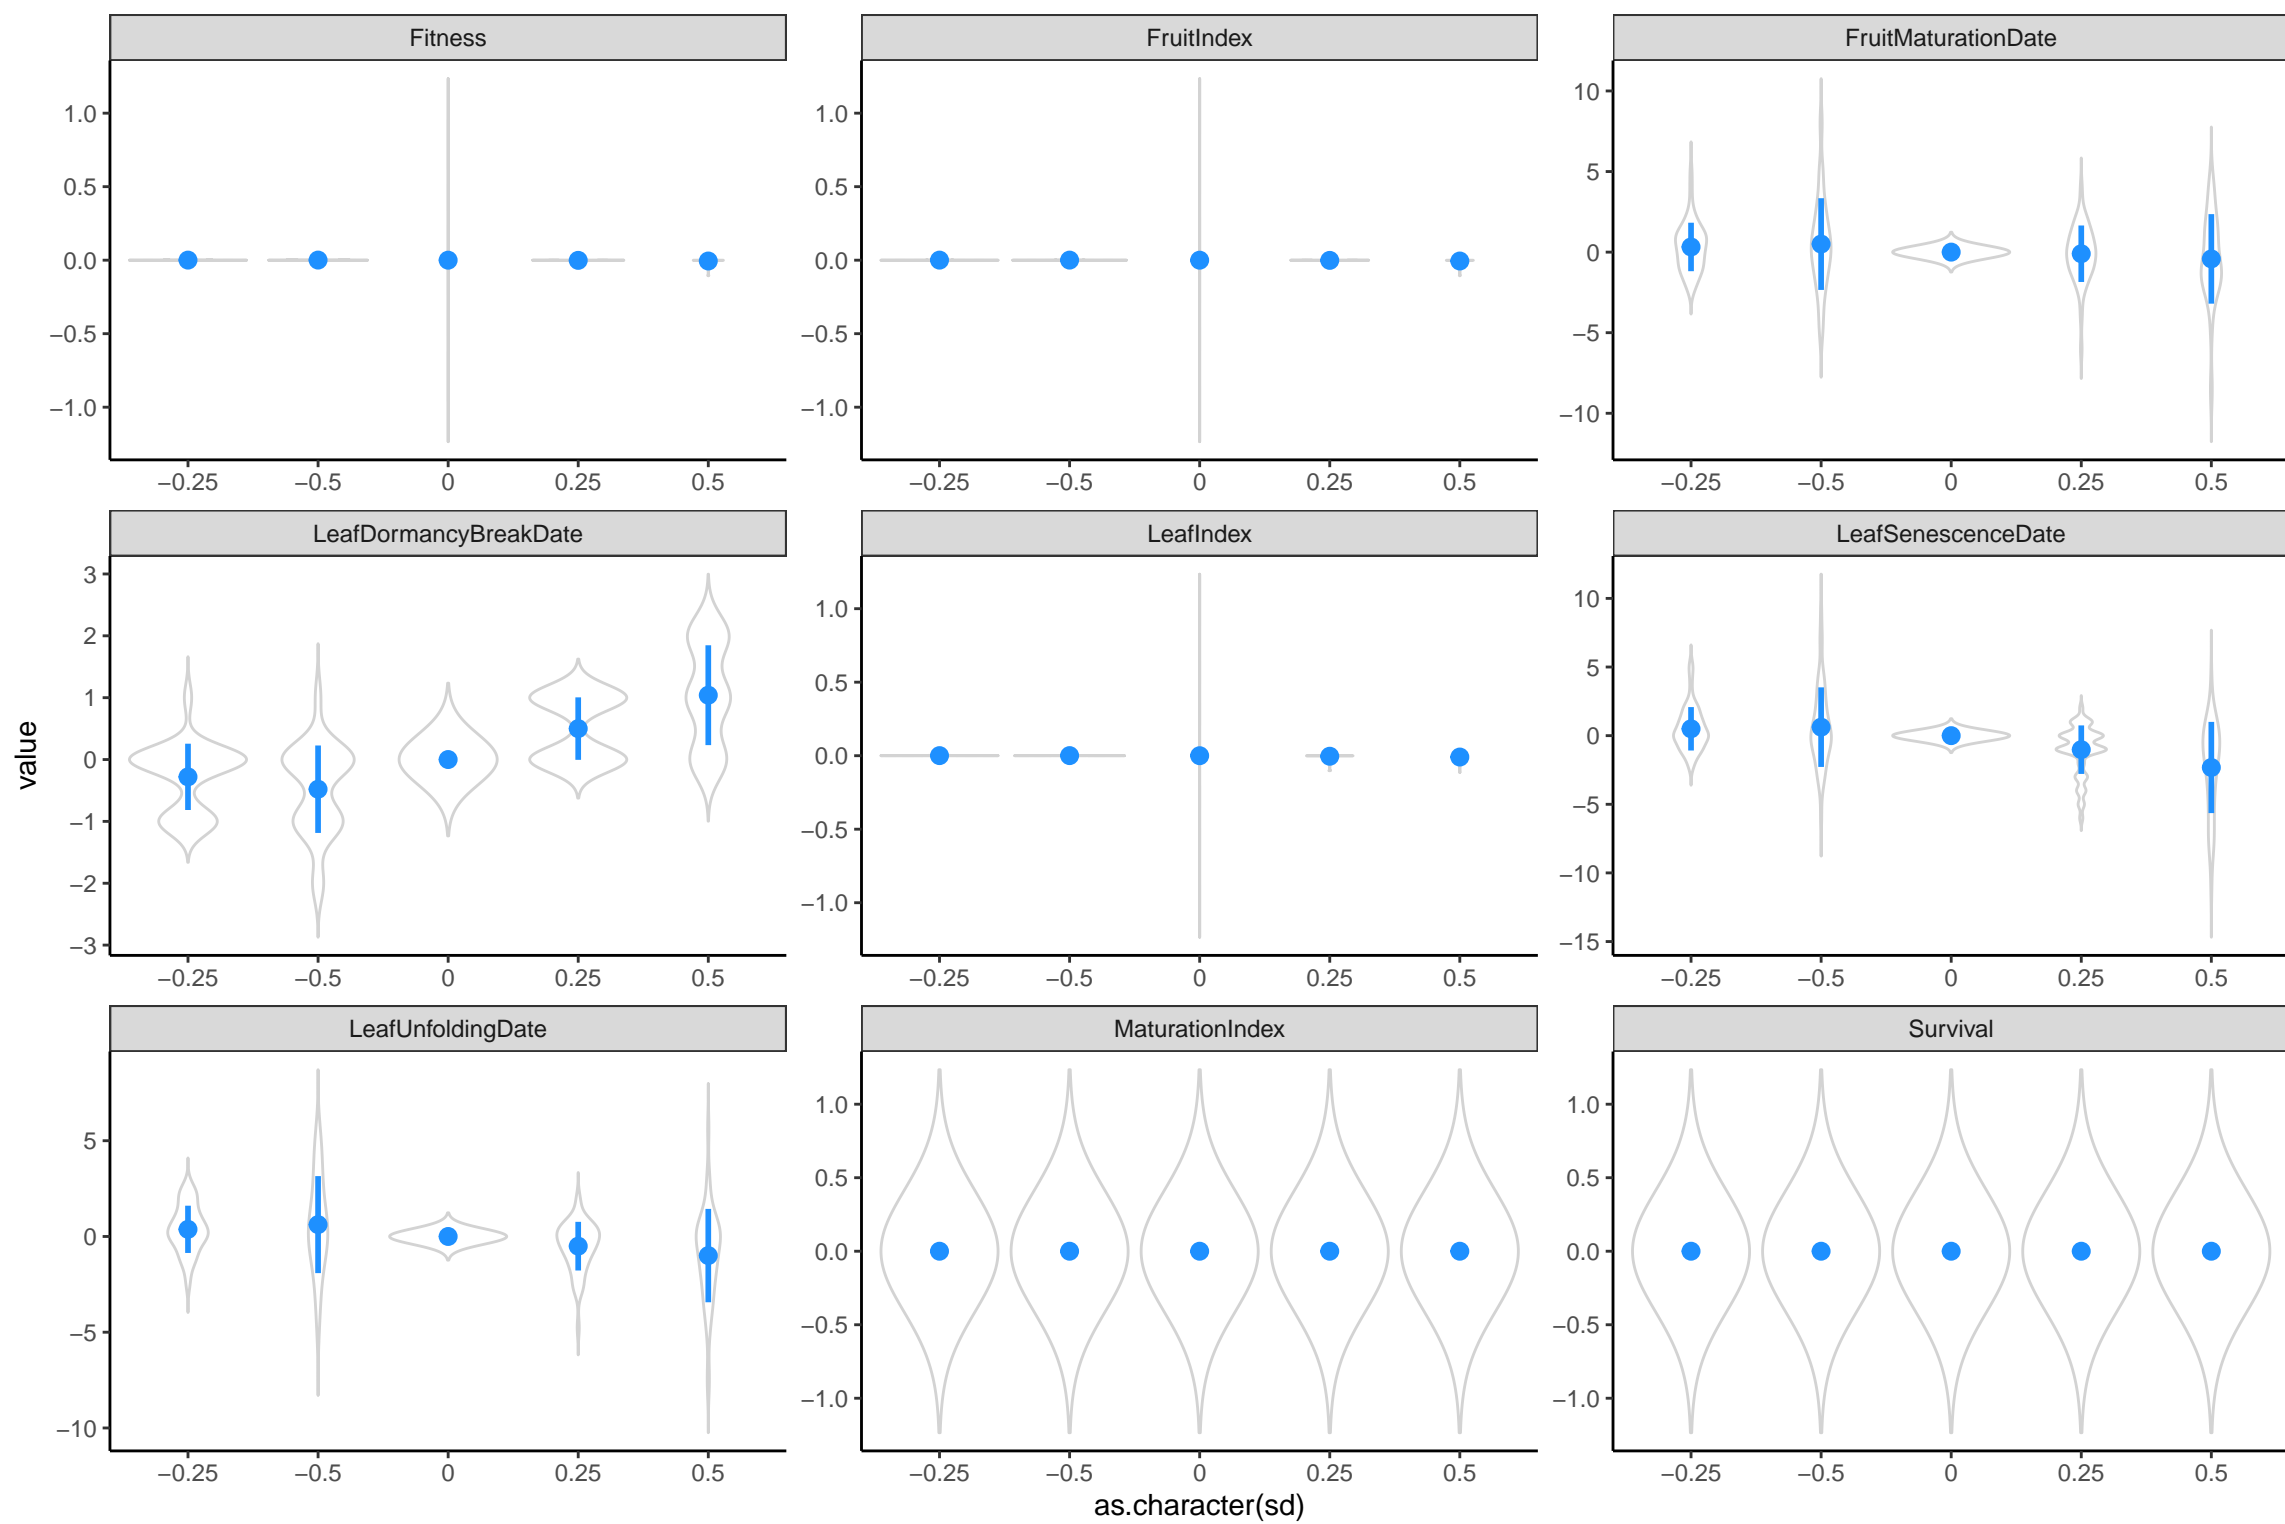 Fitness
FruitIndex
FruitMaturationDate
1.0
0.5
0.0
−0.5
−1.0
1.0
0.5
0.0
−0.5
−1.0
10
5
0
−5
−10
−0.25 −0.5 0 0.25 0.5
−0.25 −0.5 0 0.25 0.5
−0.25 −0.5 0 0.25 0.5
LeafDormancyBreakDate
LeafIndex
LeafSenescenceDate
3
2
1
0
−1
−2
−3
1.0
0.5
0.0
−0.5
−1.0
10
5
0
−5
−10
−15
−0.25 −0.5 0 0.25 0.5
−0.25 −0.5 0 0.25 0.5
−0.25 −0.5 0 0.25 0.5
value
LeafUnfoldingDate
MaturationIndex
Survival
5
0
−5
−10
1.0
0.5
0.0
−0.5
−1.0
1.0
0.5
0.0
−0.5
−1.0
−0.25 −0.5 0 0.25 0.5
−0.25 −0.5 0 0.25 0.5
−0.25 −0.5 0 0.25 0.5
as.character(sd)